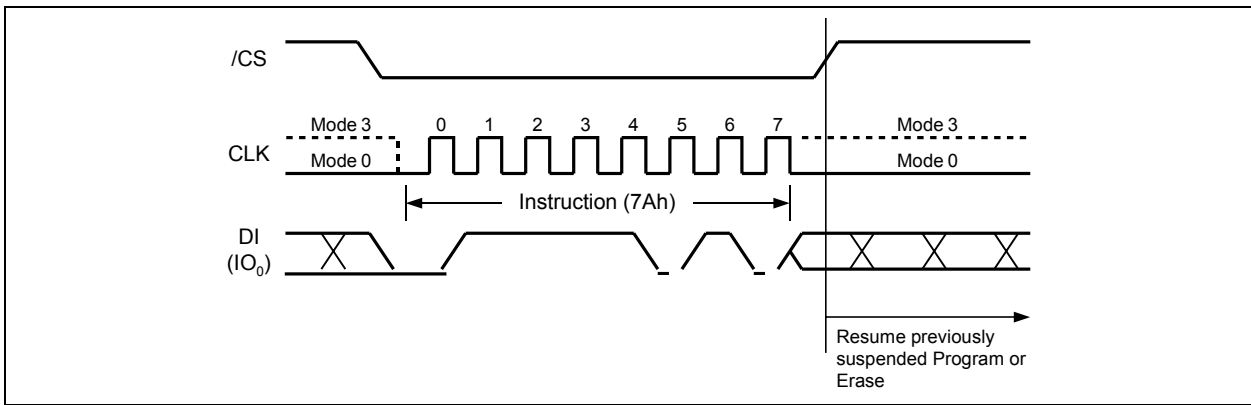 /CS
Mode 3 0 1 2 3 4 5 6 7 Mode 3
CLK
Mode 0 Mode 0
Instruction (7Ah)
DI
(IO₀)
Resume previously
suspended Program or
Erase